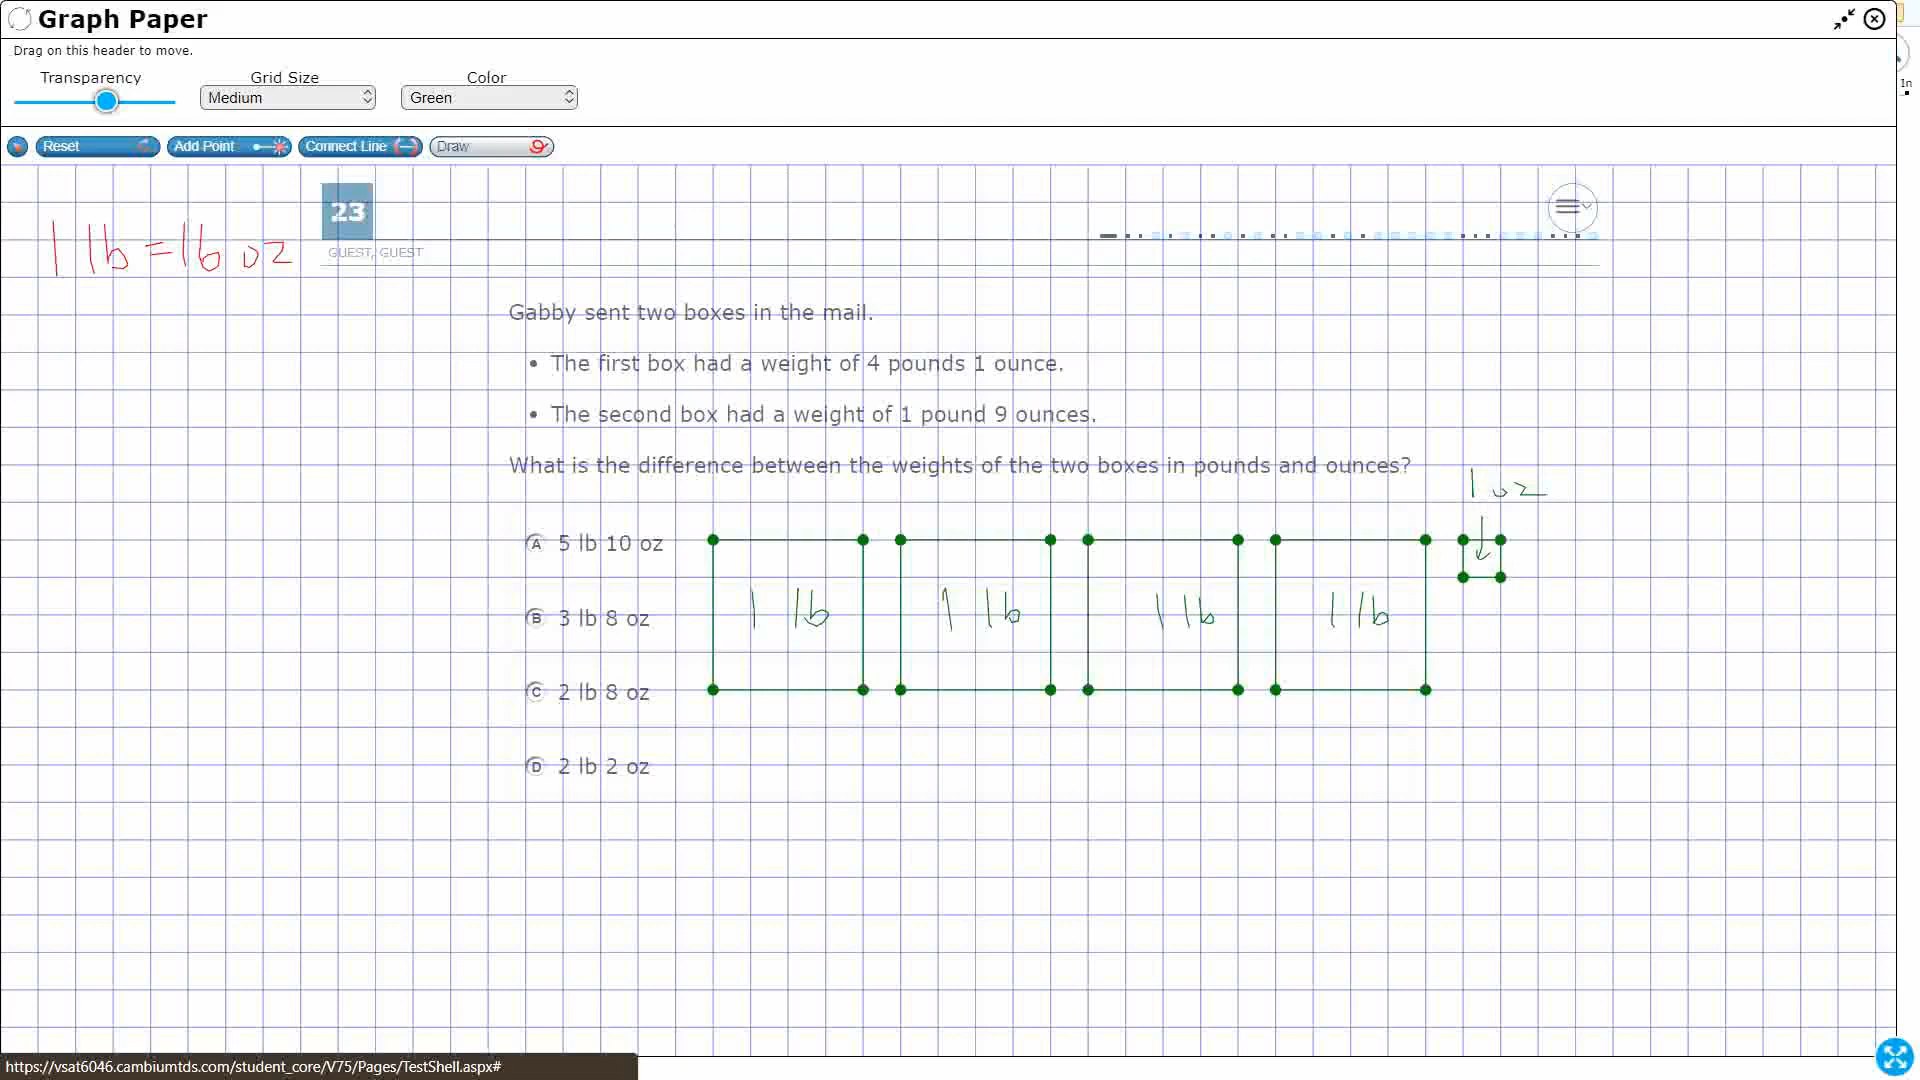 Graph Paper
Drag on this header to move.
Transparency Grid Size Color
Medium Green
Reset Add Point Connect Line Draw
23
1 lb = 16 oz
GUEST, GUEST
Gabby sent two boxes in the mail.
• The first box had a weight of 4 pounds 1 ounce.
• The second box had a weight of 1 pound 9 ounces.
What is the difference between the weights of the two boxes in pounds and ounces?
1 oz
A 5 lb 10 oz
B 3 lb 8 oz
1 lb 1 lb 1 lb 1 lb
C 2 lb 8 oz
D 2 lb 2 oz
https://vsat6046.cambiumtds.com/student_core/V75/Pages/TestShell.aspx#